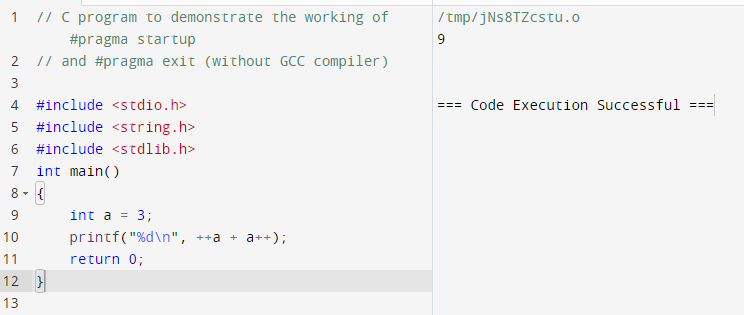 1 // C program to demonstrate the working of
#pragma startup
2 // and #pragma exit (without GCC compiler)
3
4 #include <stdio.h>
5 #include <string.h>
6 #include <stdlib.h>
7 int main()
8 {
9 int a = 3;
10 printf("%d\n", ++a + a++);
11 return 0;
12 }
13
/tmp/jNs8TZcstu.o
9
=== Code Execution Successful ===